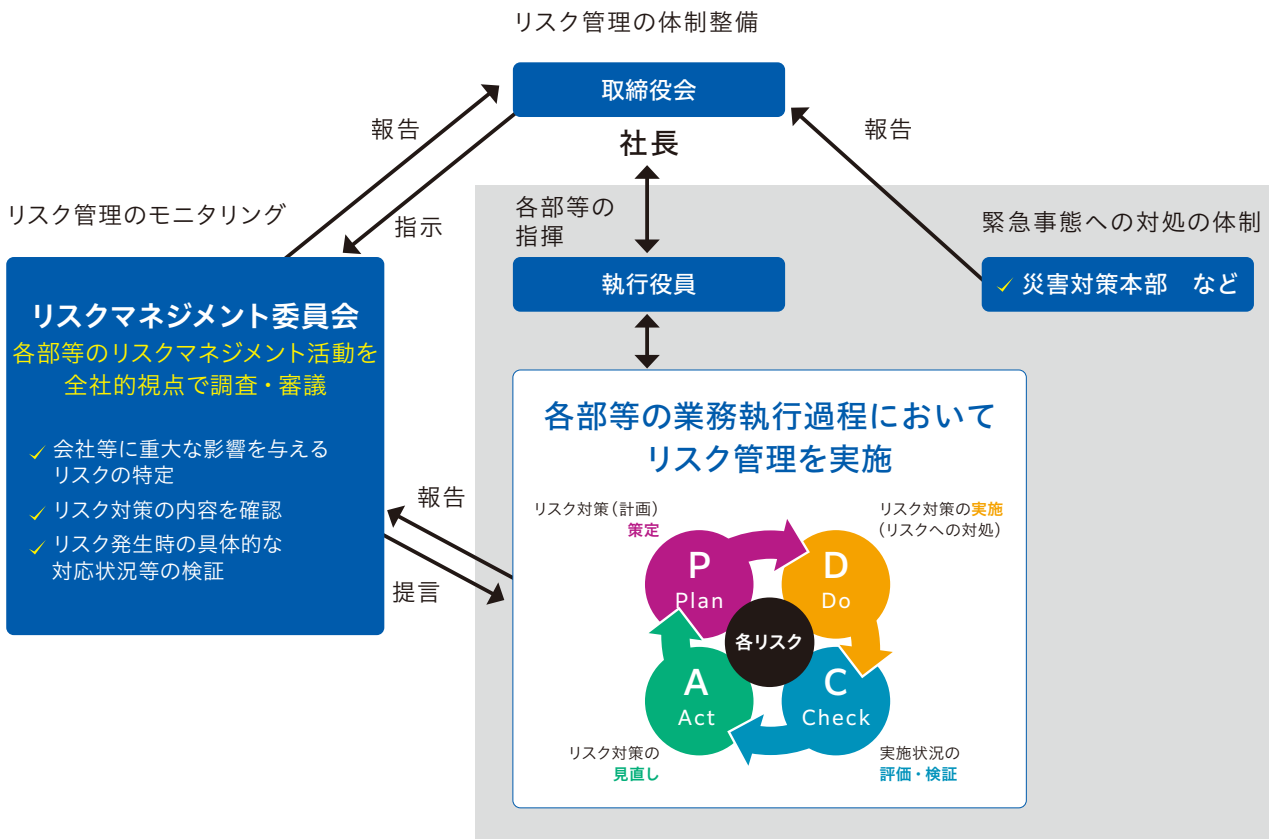 リスク管理の体制整備
取締役会
社長
報告
指示
報告
リスク管理のモニタリング
リスクマネジメント委員会
各部等のリスクマネジメント活動を
全社的視点で調査・審議
✓ 会社等に重大な影響を与える
リスクの特定
✓ リスク対策の内容を確認
✓ リスク発生時の具体的な
対応状況等の検証
各部等の
指揮
執行役員
緊急事態への対処の体制
✓ 災害対策本部　など
報告
提言
各部等の業務執行過程において
リスク管理を実施
リスク対策(計画)
策定
リスク対策の実施
(リスクへの対処)
P
Plan
D
Do
各リスク
A
Act
C
Check
リスク対策の
見直し
実施状況の
評価・検証